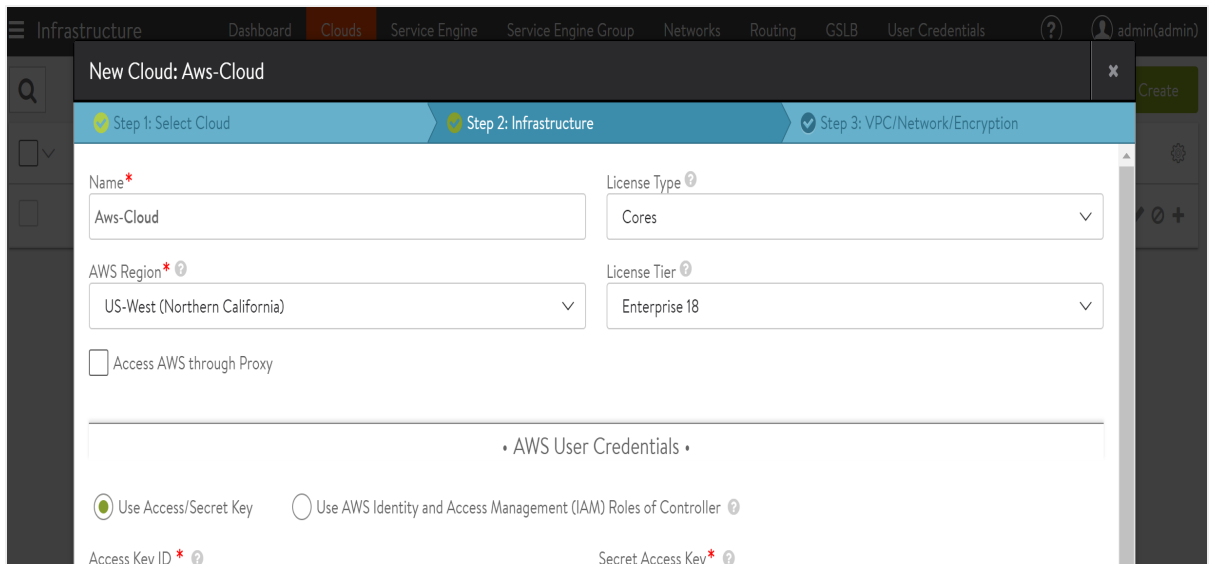 Infrastructure Dashboard Clouds Service Engine Service Engine Group Networks Routing GSLB User Credentials ? admin(admin)
New Cloud: Aws-Cloud ×
Create
Step 1: Select Cloud Step 2: Infrastructure Step 3: VPC/Network/Encryption
Name* License Type ?
Aws-Cloud Cores
AWS Region* ? License Tier ?
US-West (Northern California) Enterprise 18
Access AWS through Proxy
• AWS User Credentials •
Use Access/Secret Key Use AWS Identity and Access Management (IAM) Roles of Controller ?
Access Key ID * ? Secret Access Key* ?